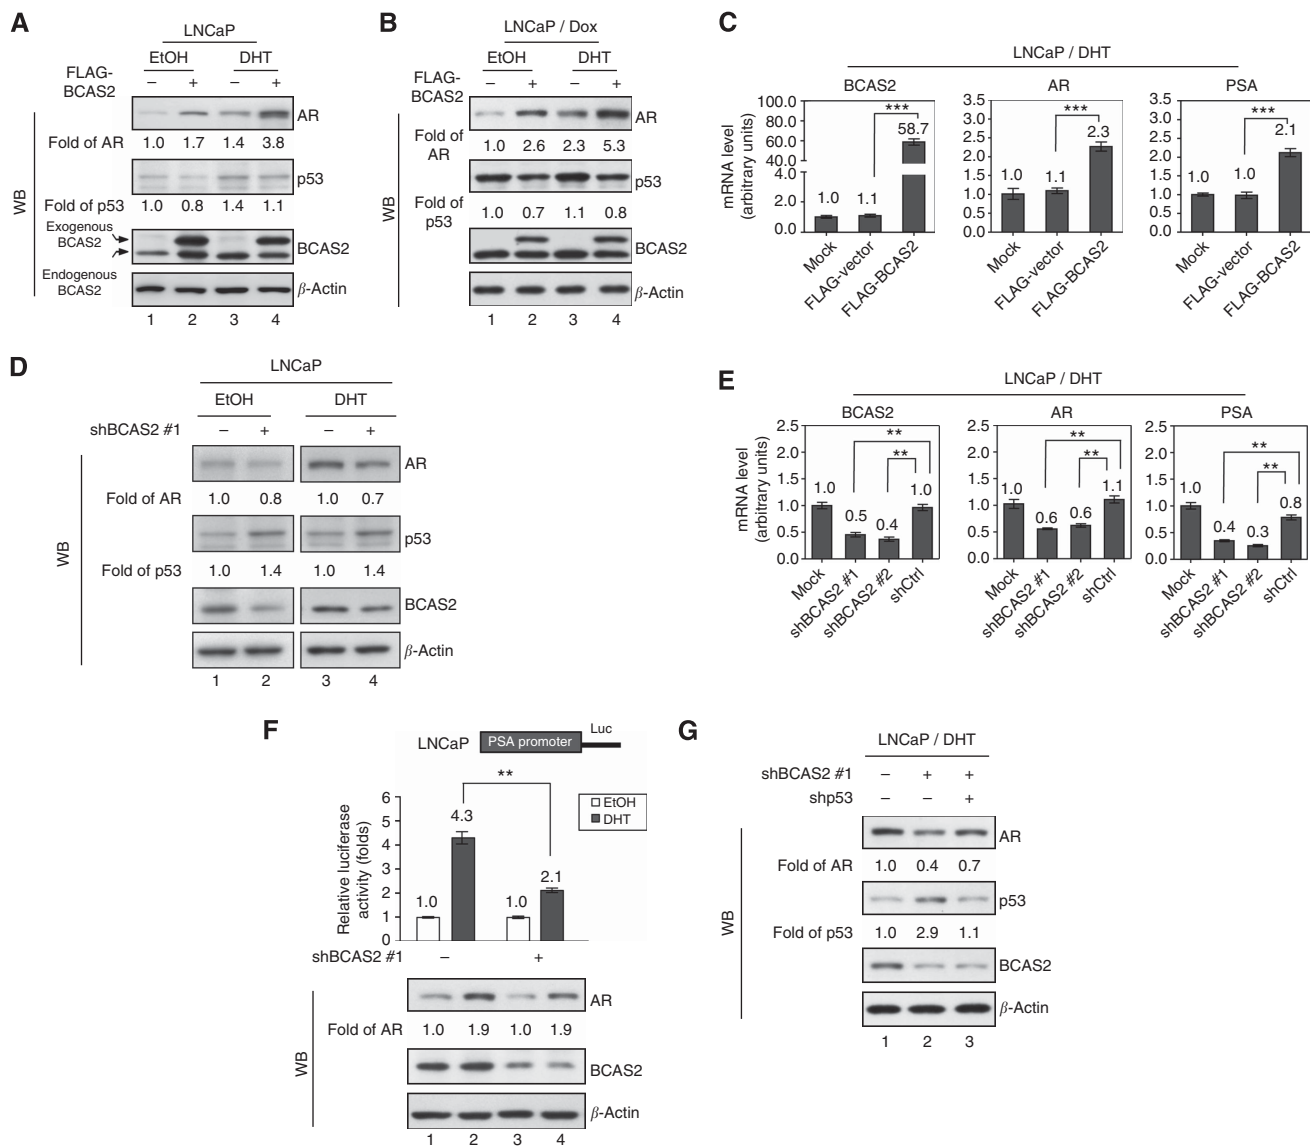 A
LNCaP
EtOH DHT
FLAG-
BCAS2
– + – +
AR
Fold of AR 1.0 1.7 1.4 3.8
p53
Fold of p53 1.0 0.8 1.4 1.1
Exogenous
BCAS2
BCAS2
Endogenous
BCAS2
β-Actin
1 2 3 4
WB
B
LNCaP / Dox
EtOH DHT
FLAG-
BCAS2
– + – +
AR
Fold of
AR
1.0 2.6 2.3 5.3
p53
Fold of
p53
1.0 0.7 1.1 0.8
BCAS2
β-Actin
1 2 3 4
WB
C
LNCaP / DHT
mRNA level
(arbitrary units)
BCAS2
100.0
80.0
60.0
40.0
4.0
2.0
0.0
***
1.0 1.1 58.7
Mock FLAG-vector FLAG-BCAS2
AR
3.5
3.0
2.5
2.0
1.5
1.0
0.5
0.0
***
1.0 1.1 2.3
Mock FLAG-vector FLAG-BCAS2
PSA
3.5
3.0
2.5
2.0
1.5
1.0
0.5
0.0
***
1.0 1.0 2.1
Mock FLAG-vector FLAG-BCAS2
D
LNCaP
EtOH DHT
shBCAS2 #1 – + – +
AR
Fold of AR 1.0 0.8 1.0 0.7
p53
Fold of p53 1.0 1.4 1.0 1.4
BCAS2
β-Actin
1 2 3 4
WB
E
LNCaP / DHT
mRNA level
(arbitrary units)
BCAS2
2.5
2.0
1.5
1.0
0.5
0.0
**
**
1.0 0.5 0.4 1.0
Mock shBCAS2 #1 shBCAS2 #2 shCtrl
AR
2.5
2.0
1.5
1.0
0.5
0.0
**
**
1.0 0.6 0.6 1.1
Mock shBCAS2 #1 shBCAS2 #2 shCtrl
PSA
2.5
2.0
1.5
1.0
0.5
0.0
**
**
1.0 0.4 0.3 0.8
Mock shBCAS2 #1 shBCAS2 #2 shCtrl
F
LNCaP PSA promoter Luc
**
EtOH
DHT
Relative luciferase
activity (folds)
6
5
4
3
2
1
0
1.0 4.3 1.0 2.1
shBCAS2 #1 – +
AR
Fold of AR 1.0 1.9 1.0 1.9
BCAS2
β-Actin
1 2 3 4
WB
G
LNCaP / DHT
shBCAS2 #1 – + +
shp53 – – +
AR
Fold of AR 1.0 0.4 0.7
p53
Fold of p53 1.0 2.9 1.1
BCAS2
β-Actin
1 2 3
WB